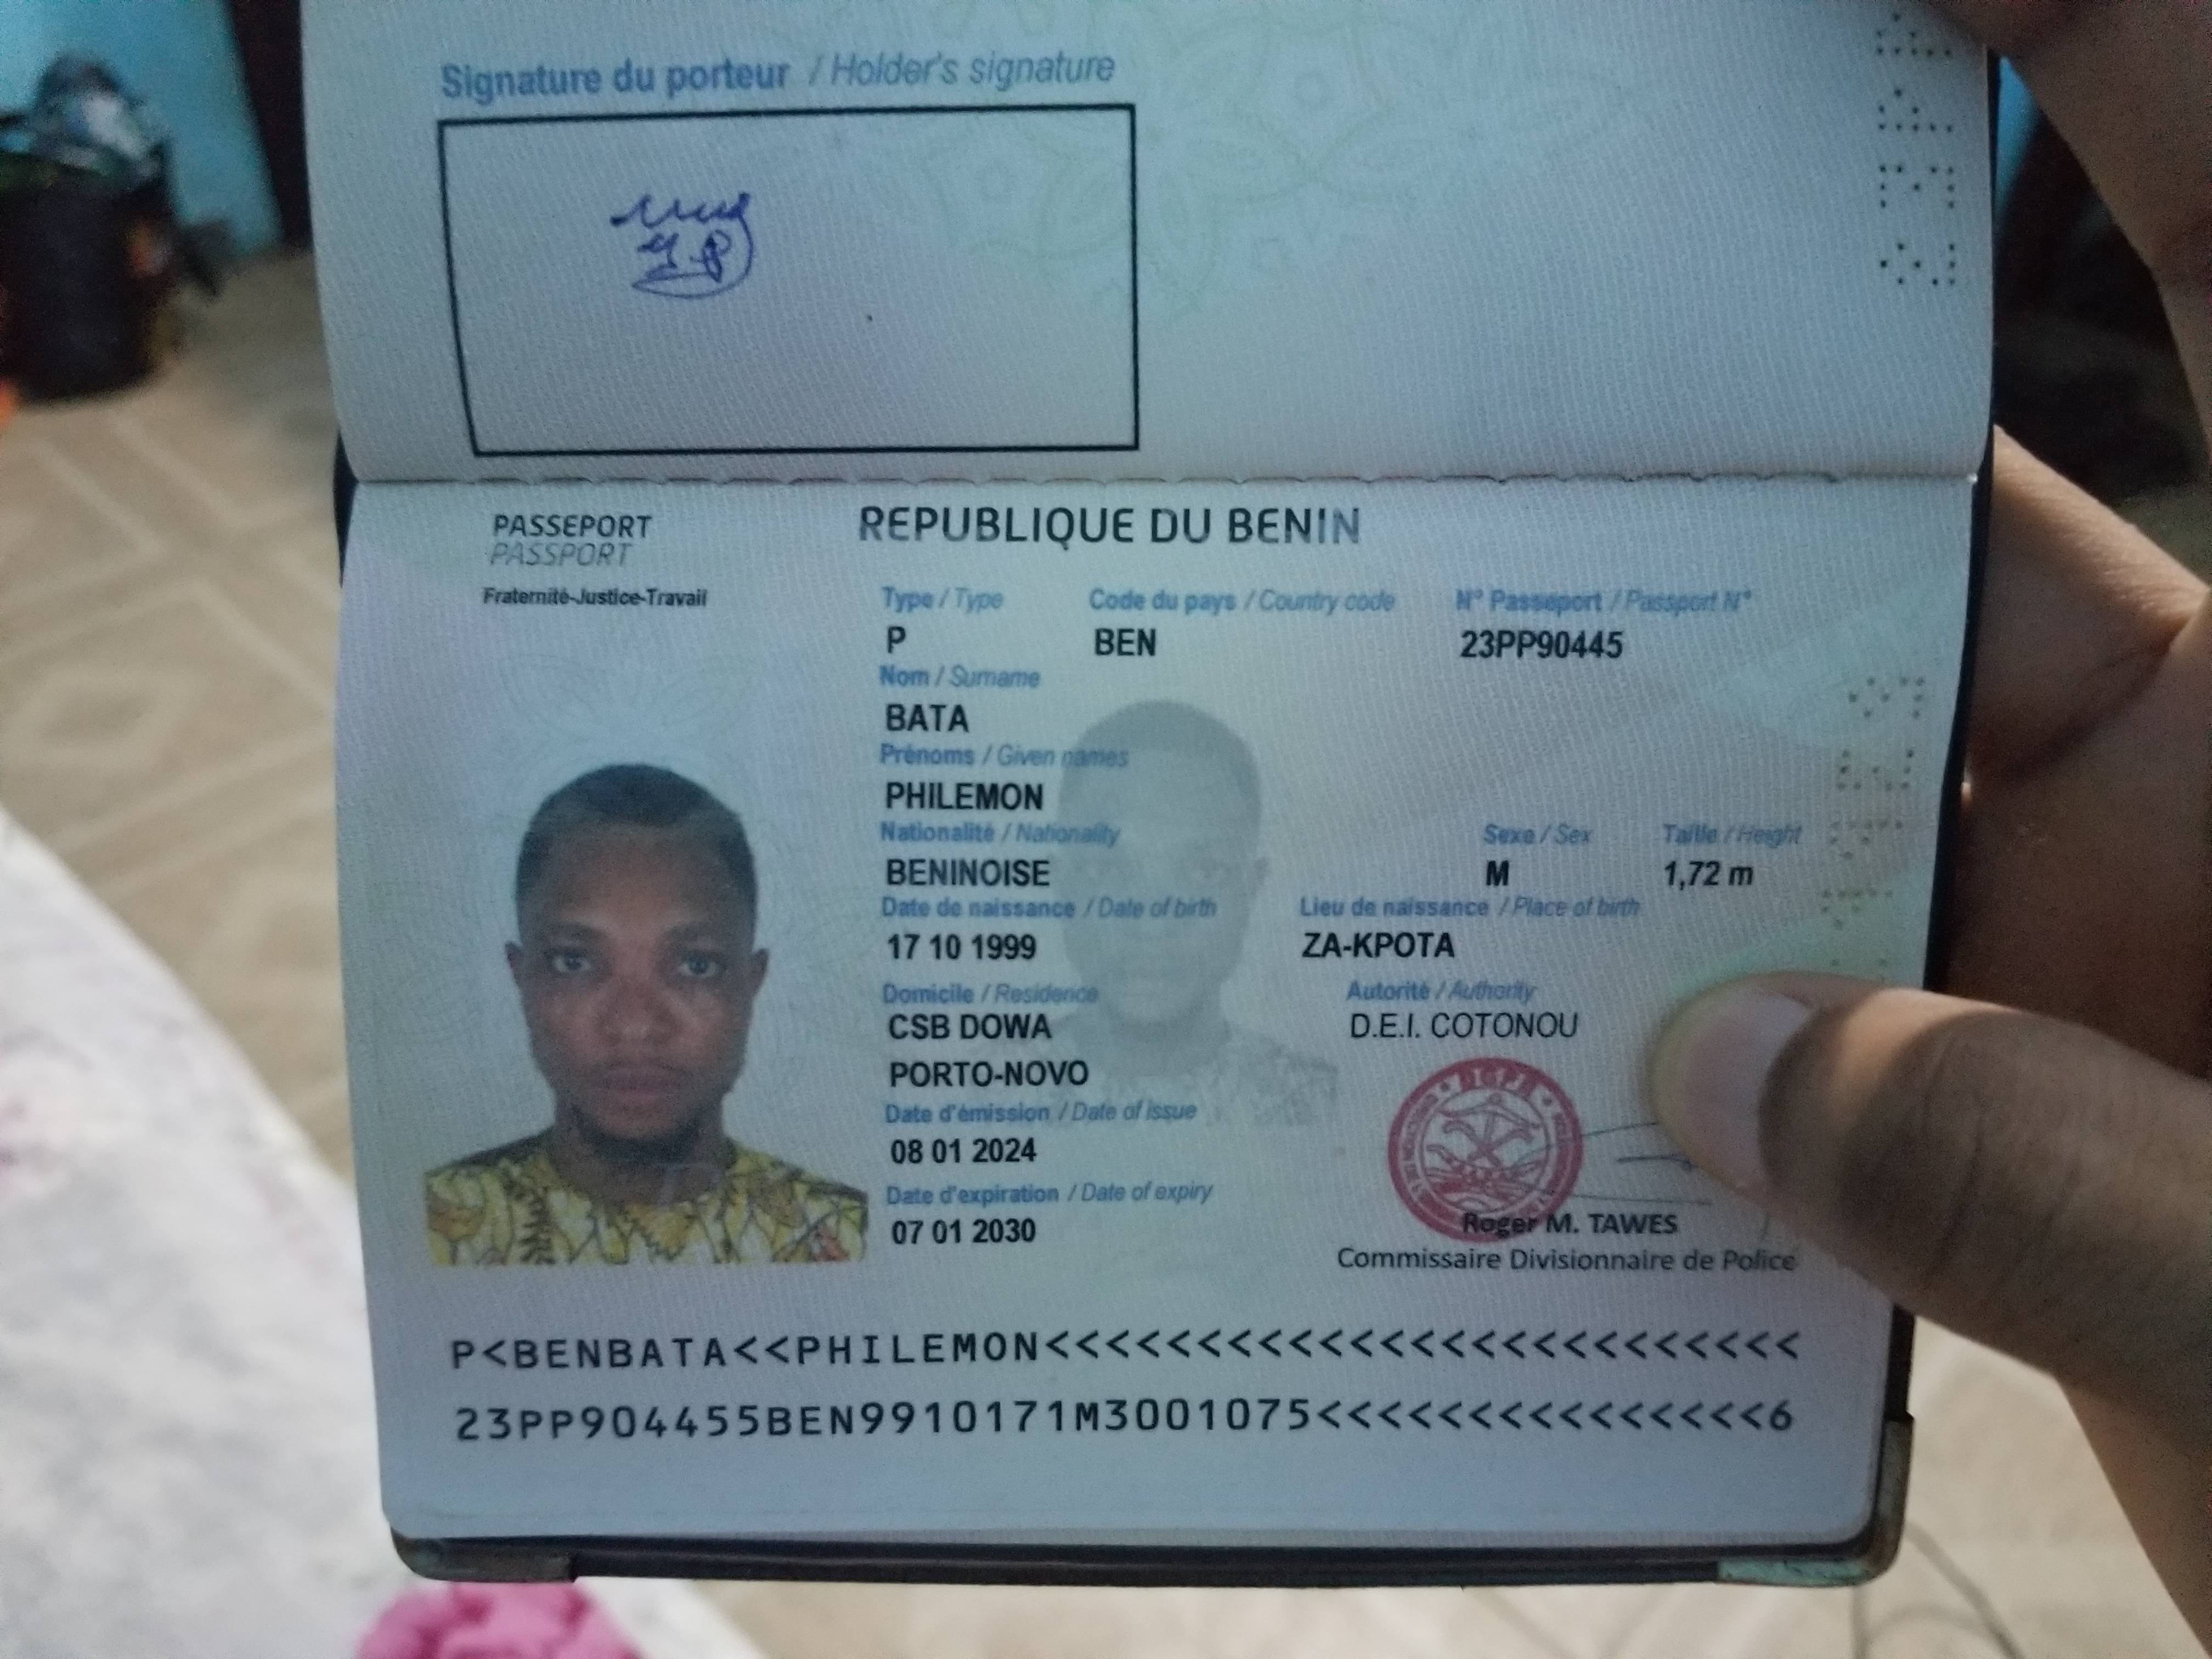 Signature du porteur / Holder's signature
PASSEPORT
PASSPORT
Fraternité-Justice-Travail
REPUBLIQUE DU BENIN
Type / Type Code du pays / Country code N° Passeport / Passport N°
P BEN 23PP90445
Nom / Surname
BATA
Prénoms / Given names
PHILEMON
Nationalité / Nationality Sexe / Sex Taille / Height
BENINOISE M 1,72 m
Date de naissance / Date of birth Lieu de naissance / Place of birth
17 10 1999 ZA-KPOTA
Domicile / Residence Autorité / Authority
CSB DOWA D.E.I. COTONOU
PORTO-NOVO
Date d'émission / Date of issue
08 01 2024
Date d'expiration / Date of expiry
07 01 2030
Roger M. TAWES
Commissaire Divisionnaire de Police
P<BENBATA<<PHILEMON<<<<<<<<<<<<<<<<<<<<<<<<<
23PP904455BEN9910171M3001075<<<<<<<<<<<<<<<6